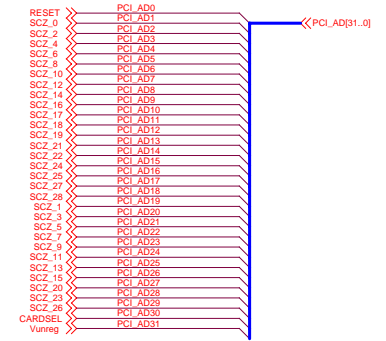 RESET PCI_AD0
SCZ_0 PCI_AD1 PCI_AD[31..0]
SCZ_2 PCI_AD2
SCZ_4 PCI_AD3
SCZ_6 PCI_AD4
SCZ_8 PCI_AD5
SCZ_10 PCI_AD6
SCZ_12 PCI_AD7
SCZ_14 PCI_AD8
SCZ_16 PCI_AD9
SCZ_17 PCI_AD10
SCZ_18 PCI_AD11
SCZ_19 PCI_AD12
SCZ_21 PCI_AD13
SCZ_22 PCI_AD14
SCZ_24 PCI_AD15
SCZ_25 PCI_AD16
SCZ_27 PCI_AD17
SCZ_28 PCI_AD18
SCZ_1 PCI_AD19
SCZ_3 PCI_AD20
SCZ_5 PCI_AD21
SCZ_7 PCI_AD22
SCZ_9 PCI_AD23
SCZ_11 PCI_AD24
SCZ_13 PCI_AD25
SCZ_15 PCI_AD26
SCZ_20 PCI_AD27
SCZ_23 PCI_AD28
SCZ_26 PCI_AD29
CARDSEL PCI_AD30
Vunreg PCI_AD31